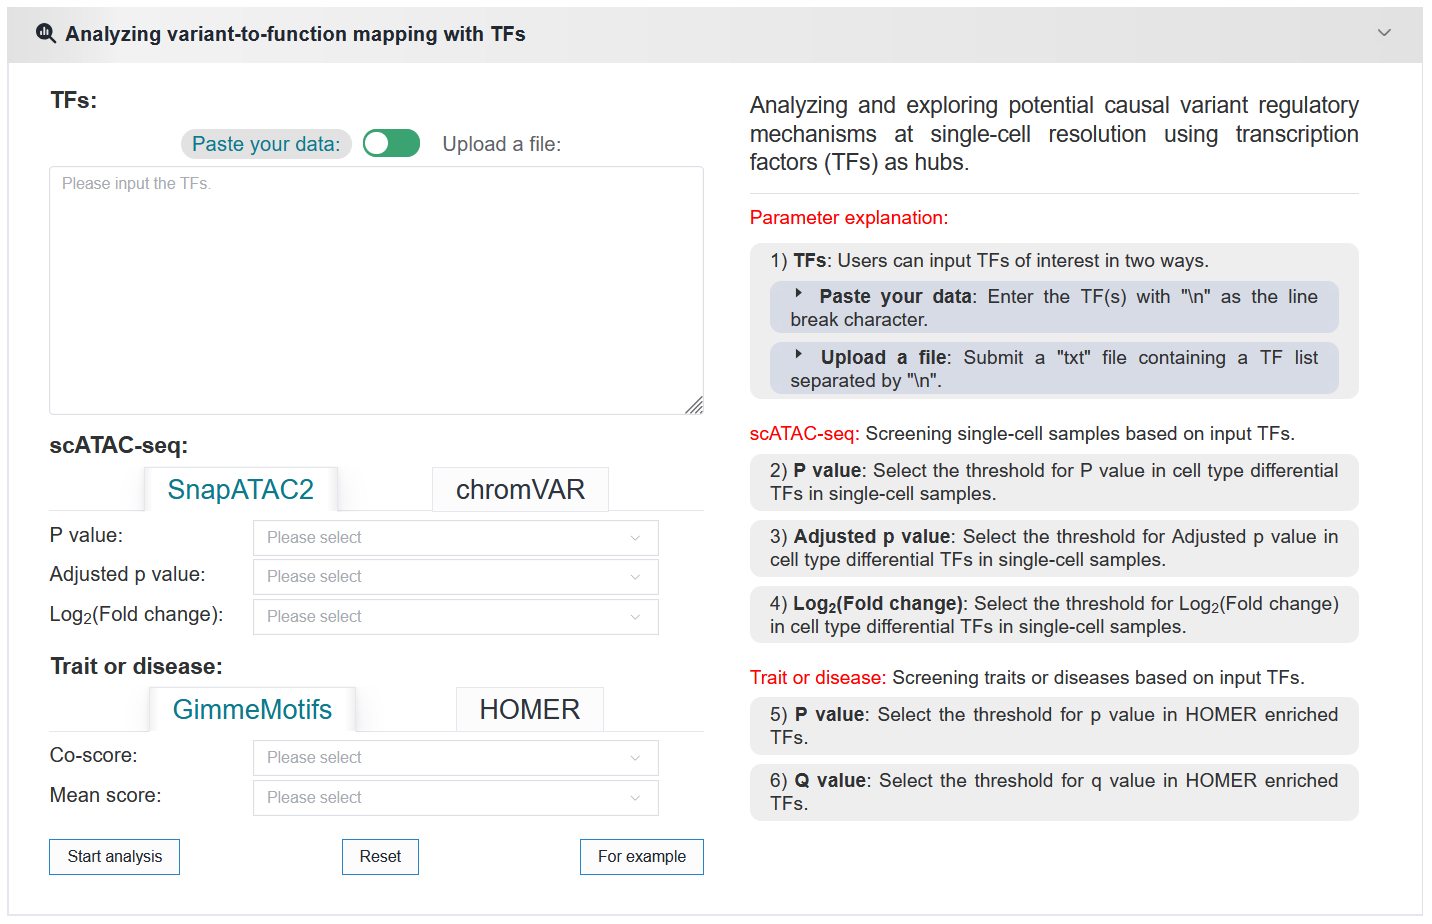 Analyzing variant-to-function mapping with TFs
TFs:
Paste your data:
Upload a file:
Please input the TFs.
scATAC-seq:
SnapATAC2
chromVAR
P value:
Please select
Adjusted p value:
Please select
Log₂(Fold change):
Please select
Trait or disease:
GimmeMotifs
HOMER
Co-score:
Please select
Mean score:
Please select
Start analysis
Reset
For example
Analyzing and exploring potential causal variant regulatory
mechanisms at single-cell resolution using transcription
factors (TFs) as hubs.
Parameter explanation:
1) TFs: Users can input TFs of interest in two ways.
Paste your data: Enter the TF(s) with "\n" as the line
break character.
Upload a file: Submit a "txt" file containing a TF list
separated by "\n".
scATAC-seq: Screening single-cell samples based on input TFs.
2) P value: Select the threshold for P value in cell type differential
TFs in single-cell samples.
3) Adjusted p value: Select the threshold for Adjusted p value in
cell type differential TFs in single-cell samples.
4) Log₂(Fold change): Select the threshold for Log₂(Fold change)
in cell type differential TFs in single-cell samples.
Trait or disease: Screening traits or diseases based on input TFs.
5) P value: Select the threshold for p value in HOMER enriched
TFs.
6) Q value: Select the threshold for q value in HOMER enriched
TFs.